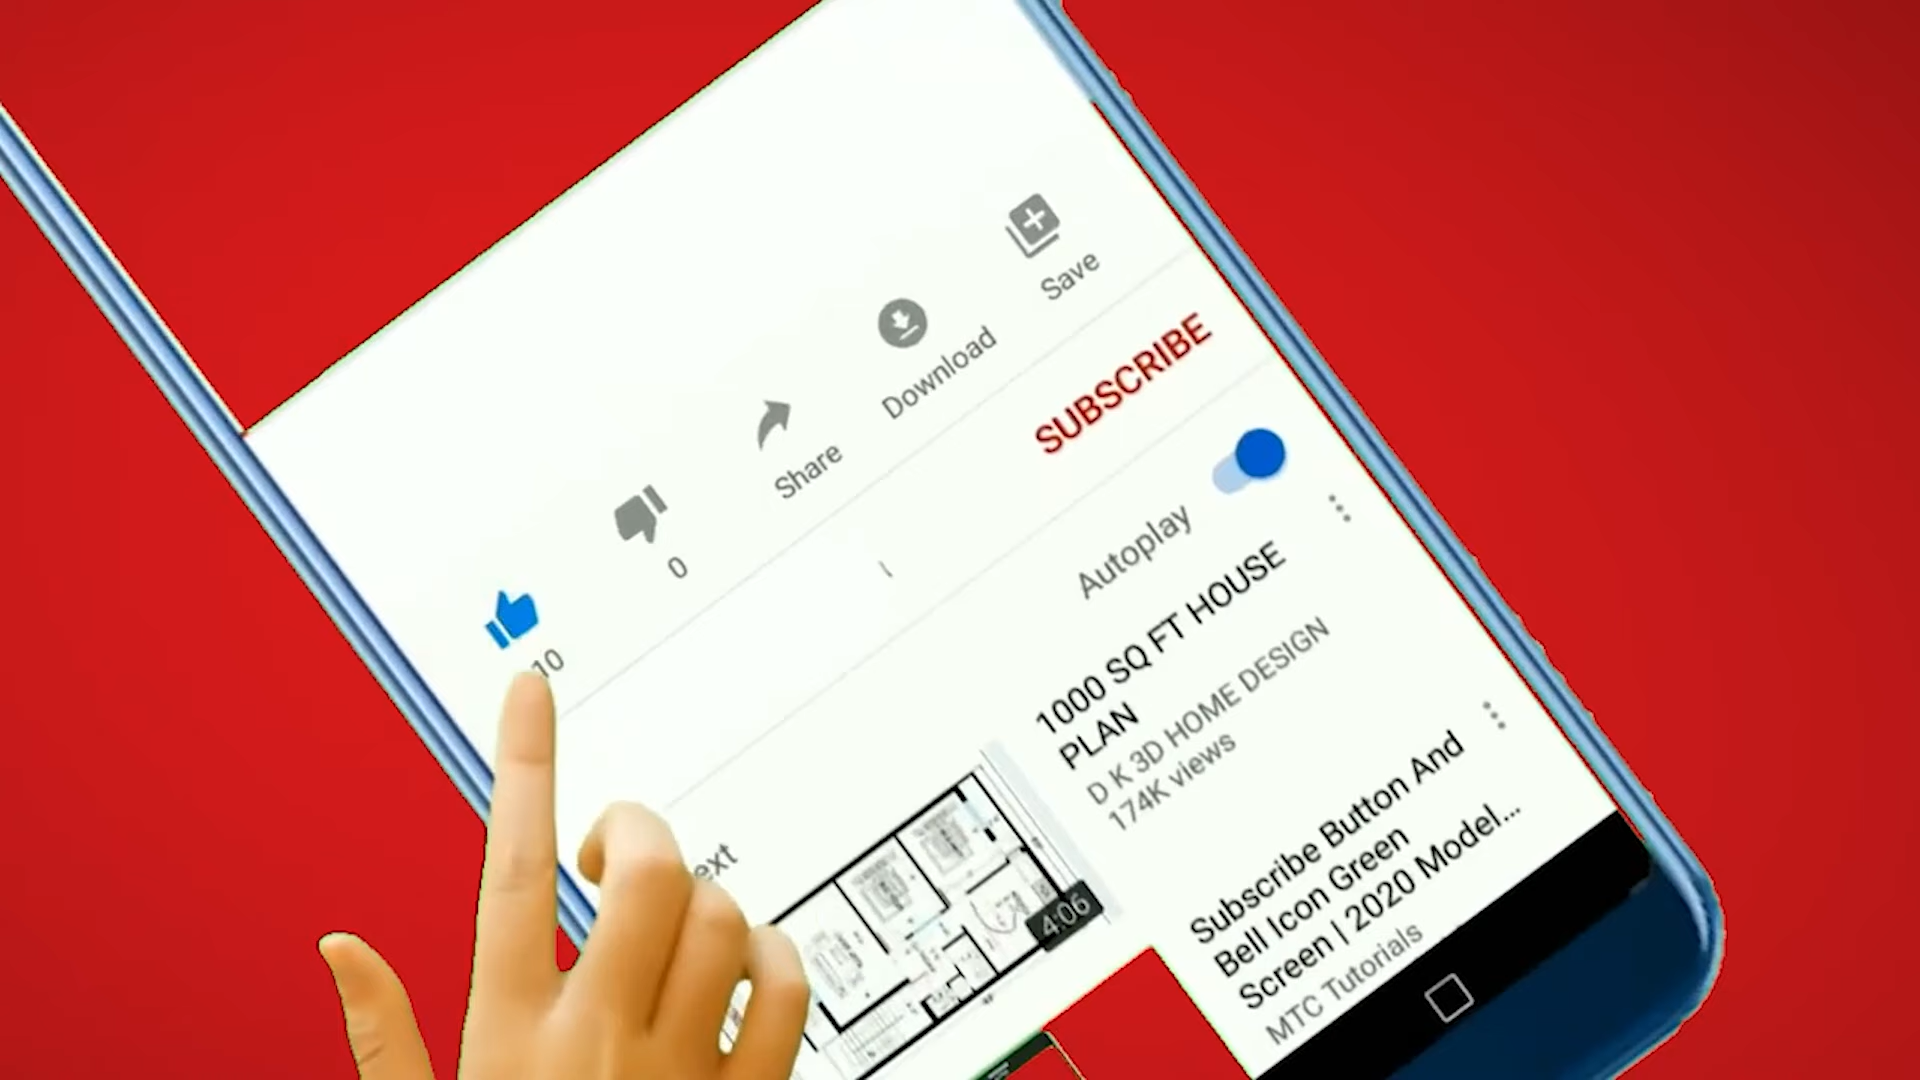 10
0
Share
Download
Save
SUBSCRIBE
Autoplay
ext
1000 SQ FT HOUSE
PLAN
D K 3D HOME DESIGN
174K views
4:06
Subscribe Button And
Bell Icon Green
Screen | 2020 Model...
MTC Tutorials